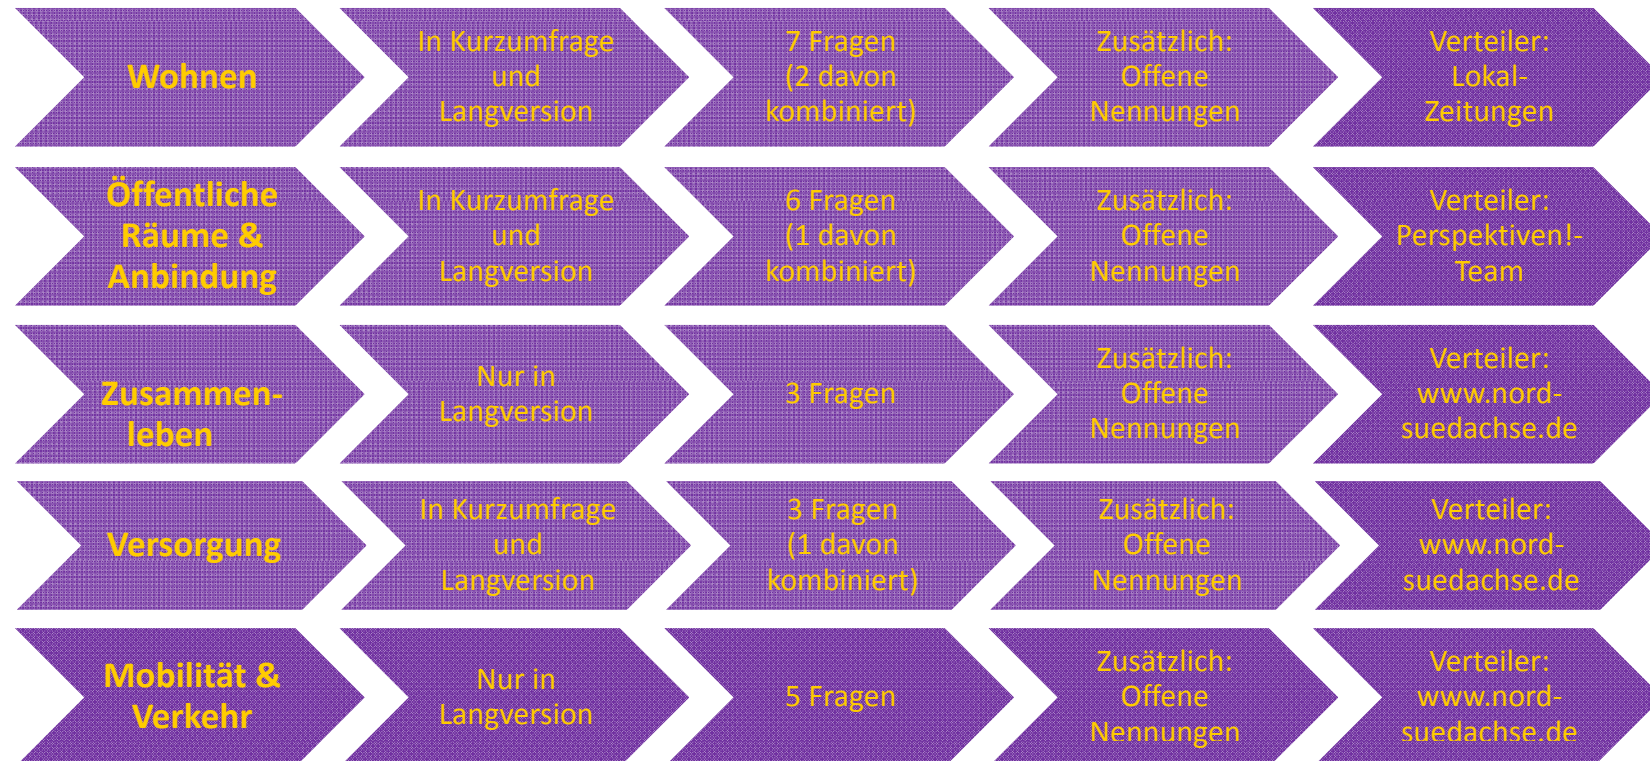 Wohnen
In Kurzumfrage
und
Langversion
7 Fragen
(2 davon
kombiniert)
Zusätzlich:
Offene
Nennungen
Verteiler:
Lokal-
Zeitungen
Öffentliche
Räume &
Anbindung
In Kurzumfrage
und
Langversion
6 Fragen
(1 davon
kombiniert)
Zusätzlich:
Offene
Nennungen
Verteiler:
Perspektiven!-
Team
Zusammen-
leben
Nur in
Langversion
3 Fragen
Zusätzlich:
Offene
Nennungen
Verteiler:
www.nord-
suedachse.de
Versorgung
In Kurzumfrage
und
Langversion
3 Fragen
(1 davon
kombiniert)
Zusätzlich:
Offene
Nennungen
Verteiler:
www.nord-
suedachse.de
Mobilität &
Verkehr
Nur in
Langversion
5 Fragen
Zusätzlich:
Offene
Nennungen
Verteiler:
www.nord-
suedachse.de